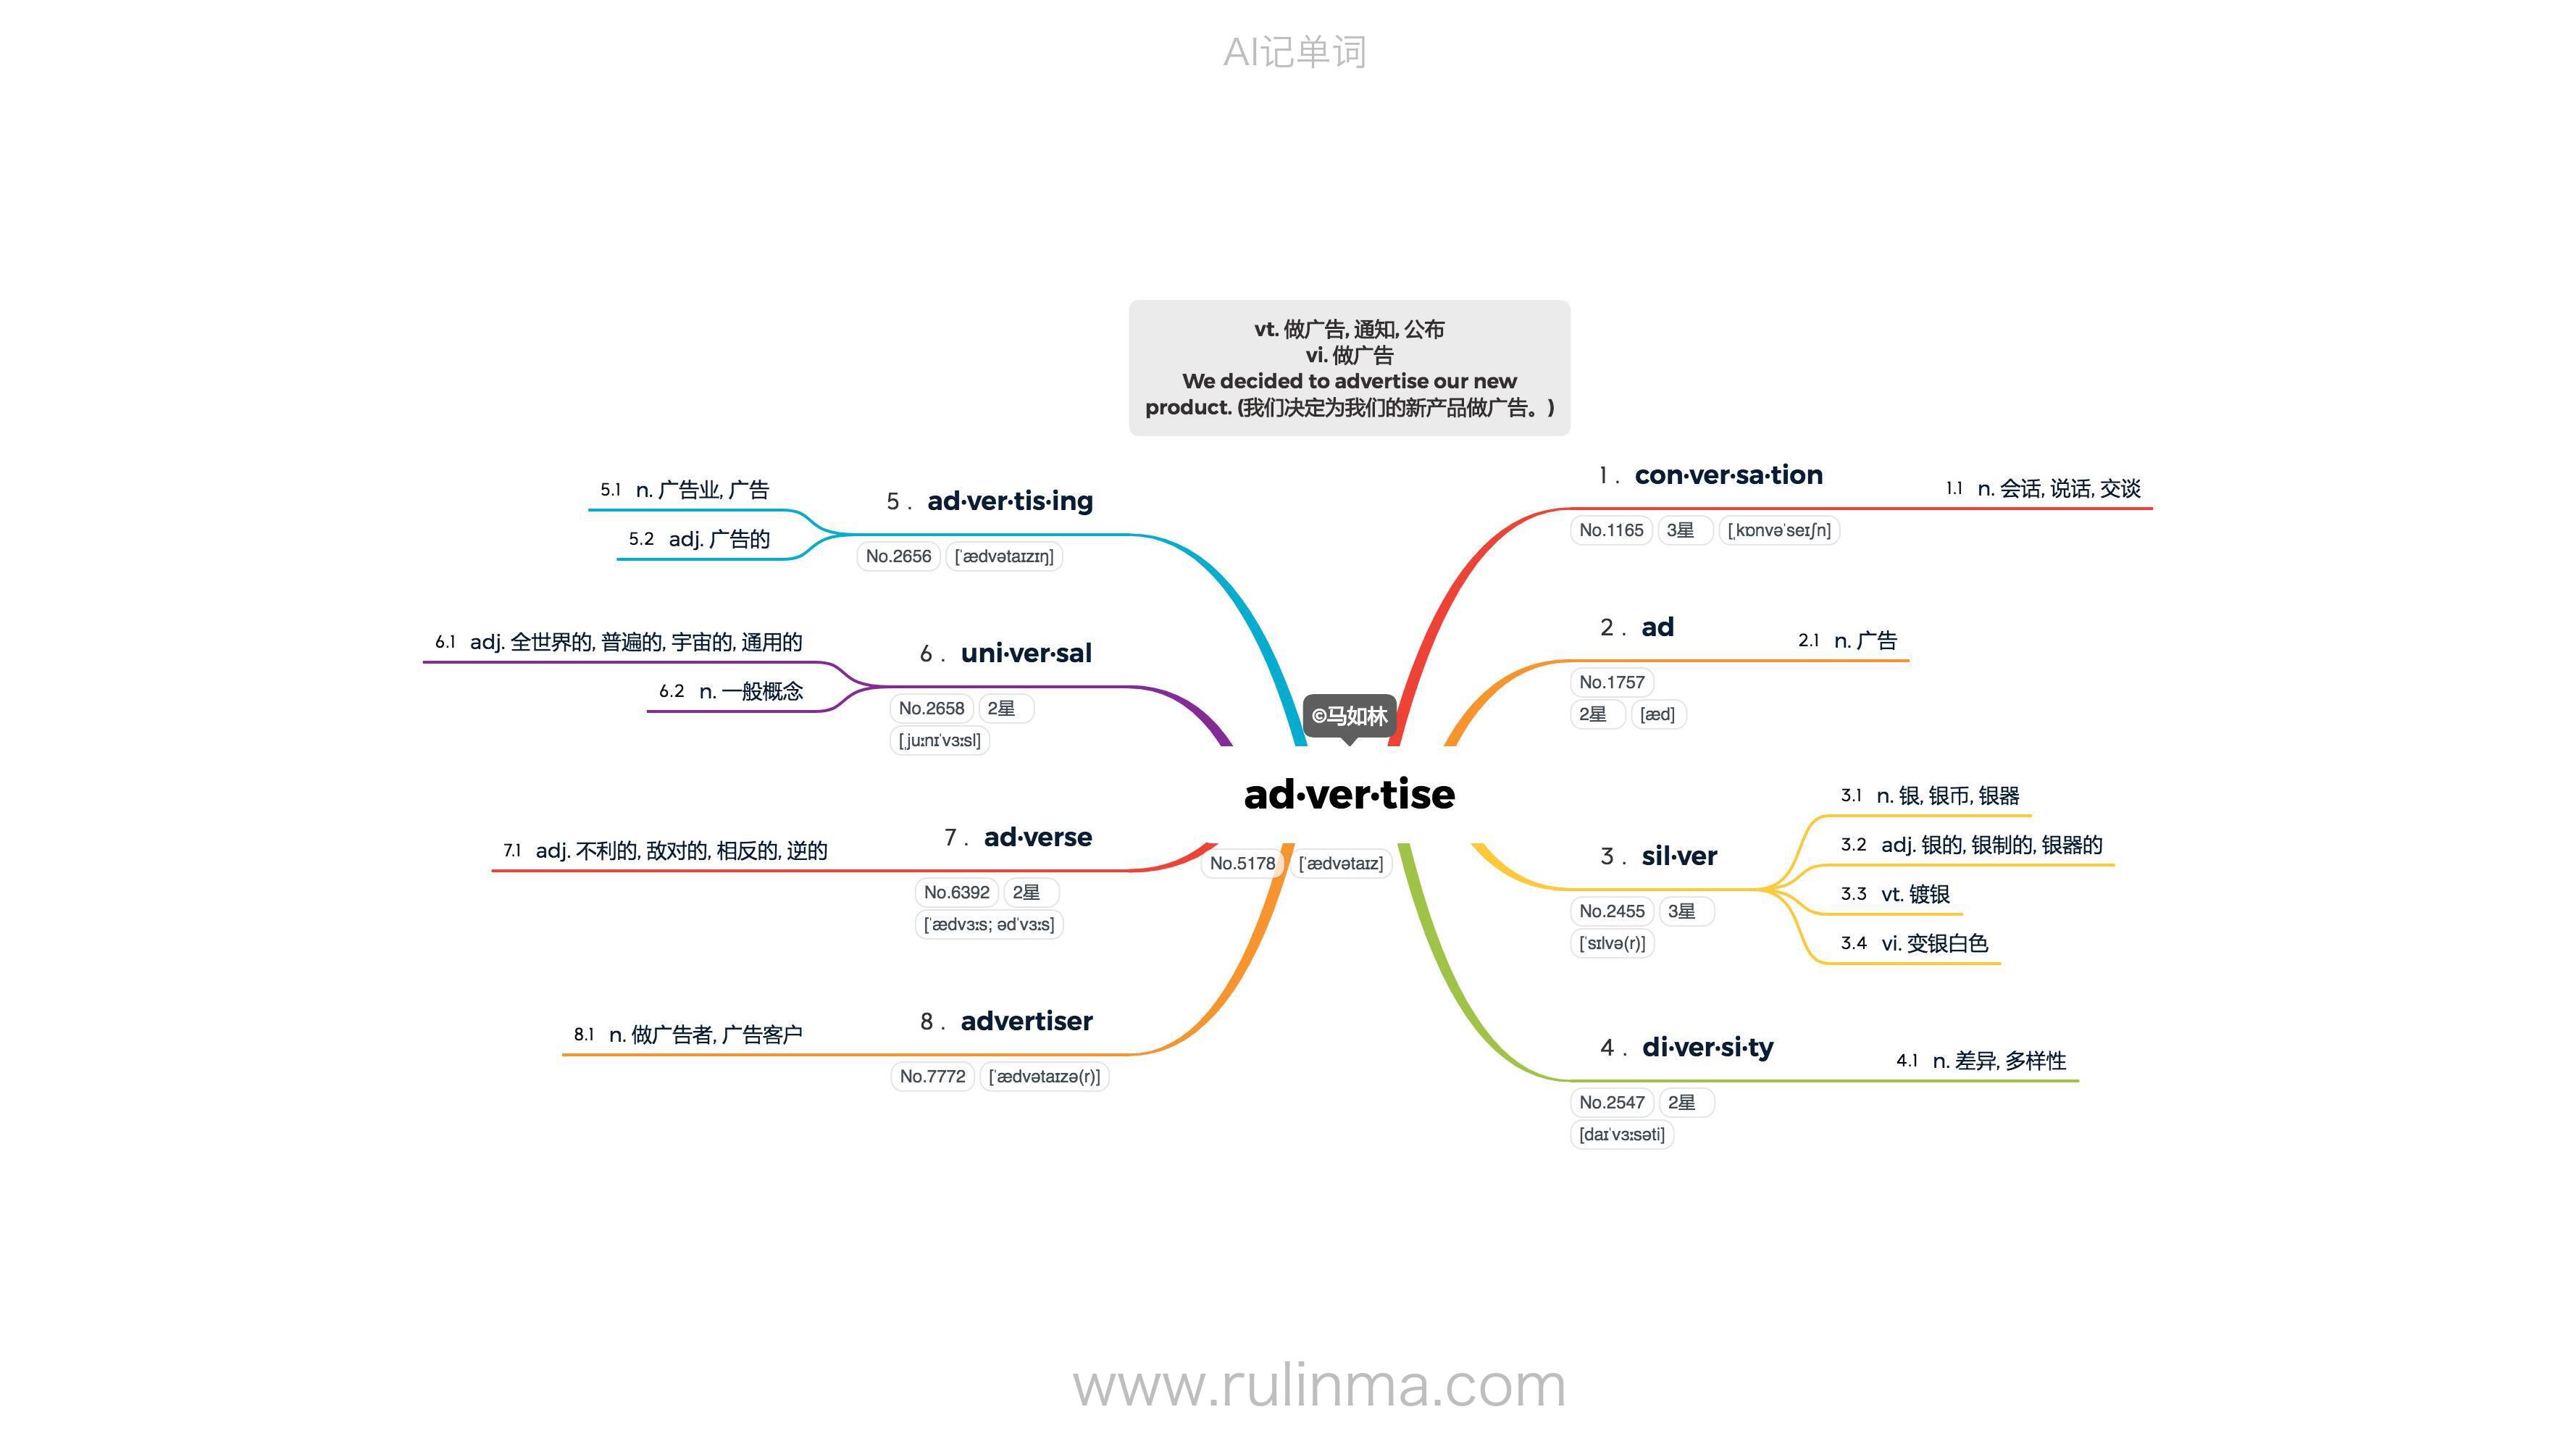 AI记单词
vt. 做广告, 通知, 公布
vi. 做广告
We decided to advertise our new
product. (我们决定为我们的新产品做广告。)
©马如林
ad·ver·tise
No.5178 [ˈædvətaɪz]
1 . con·ver·sa·tion
No.1165 3星 [ˌkɒnvəˈseɪʃn]
1.1 n. 会话, 说话, 交谈
2 . ad
No.1757
2星 [æd]
2.1 n. 广告
3 . sil·ver
No.2455 3星
[ˈsɪlvə(r)]
3.1 n. 银, 银币, 银器
3.2 adj. 银的, 银制的, 银器的
3.3 vt. 镀银
3.4 vi. 变银白色
4 . di·ver·si·ty
No.2547 2星
[daɪˈvɜːsəti]
4.1 n. 差异, 多样性
5 . ad·ver·tis·ing
No.2656 [ˈædvətaɪzɪŋ]
5.1 n. 广告业, 广告
5.2 adj. 广告的
6 . uni·ver·sal
No.2658 2星
[ˌjuːnɪˈvɜːsl]
6.1 adj. 全世界的, 普遍的, 宇宙的, 通用的
6.2 n. 一般概念
7 . ad·verse
No.6392 2星
[ˈædvɜːs; ədˈvɜːs]
7.1 adj. 不利的, 敌对的, 相反的, 逆的
8 . advertiser
No.7772 [ˈædvətaɪzə(r)]
8.1 n. 做广告者, 广告客户
www.rulinma.com